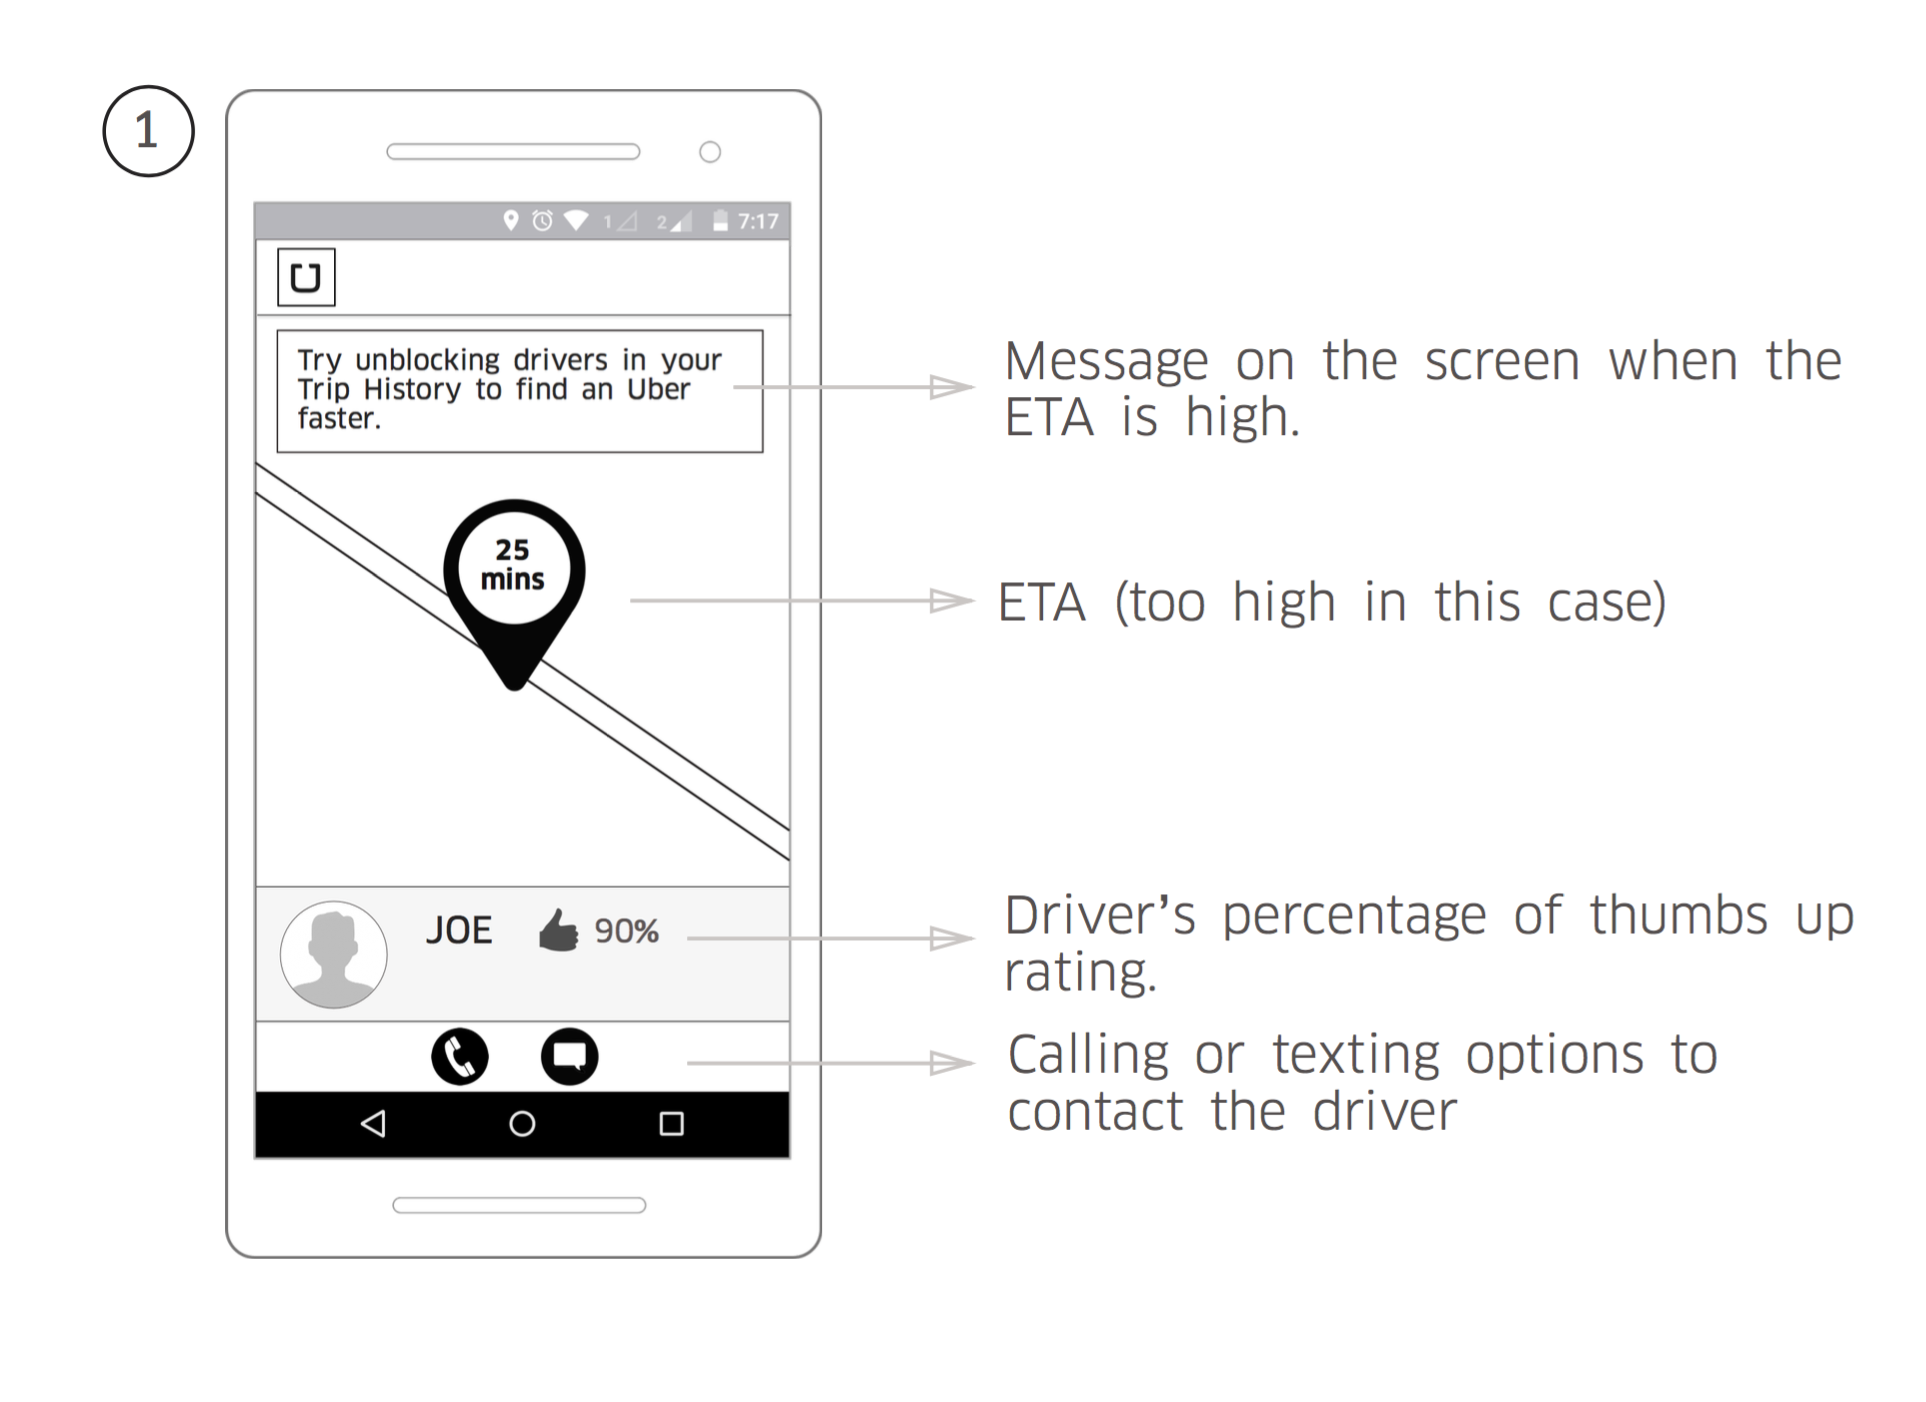 1
1 2 7:17
Try unblocking drivers in your
Trip History to find an Uber
faster.
Message on the screen when the
ETA is high.
25
mins
ETA (too high in this case)
JOE 90%
Driver’s percentage of thumbs up
rating.
Calling or texting options to
contact the driver